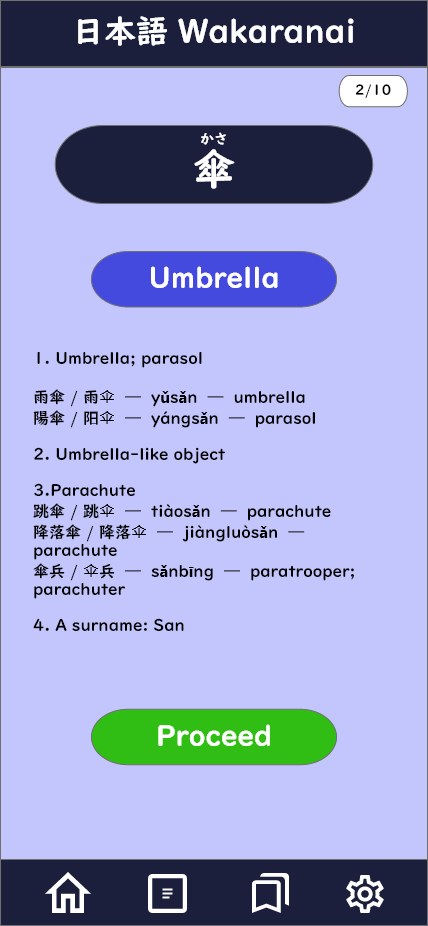 日本語 Wakaranai
2/10
かさ
傘
Umbrella
1. Umbrella; parasol
雨傘 / 雨伞 — yǔsǎn — umbrella
陽傘 / 阳伞 — yángsǎn — parasol
2. Umbrella-like object
3.Parachute
跳傘 / 跳伞 — tiàosǎn — parachute
降落傘 / 降落伞 — jiàngluòsǎn —
parachute
傘兵 / 伞兵 — sǎnbīng — paratrooper;
parachuter
4. A surname: San
Proceed